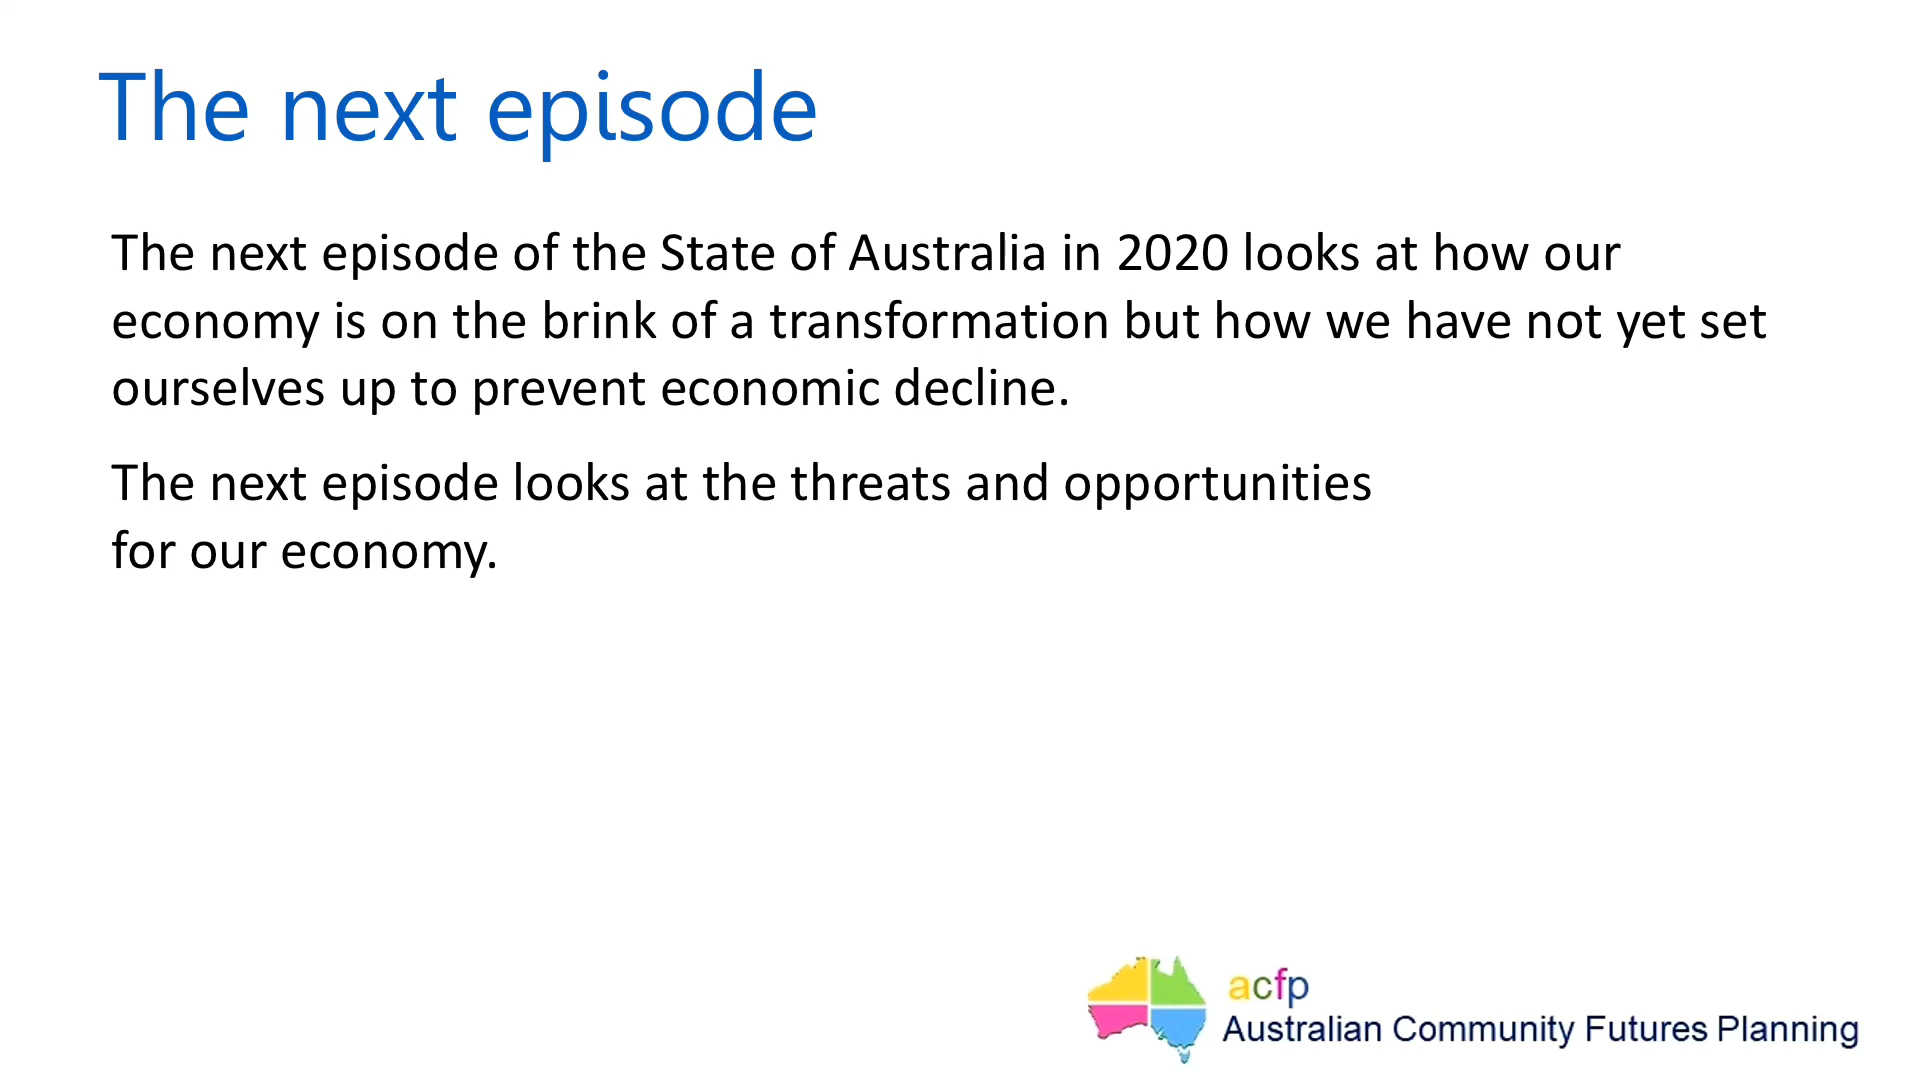 The next episode
The next episode of the State of Australia in 2020 looks at how our
economy is on the brink of a transformation but how we have not yet set
ourselves up to prevent economic decline.
The next episode looks at the threats and opportunities
for our economy.
acfp
Australian Community Futures Planning